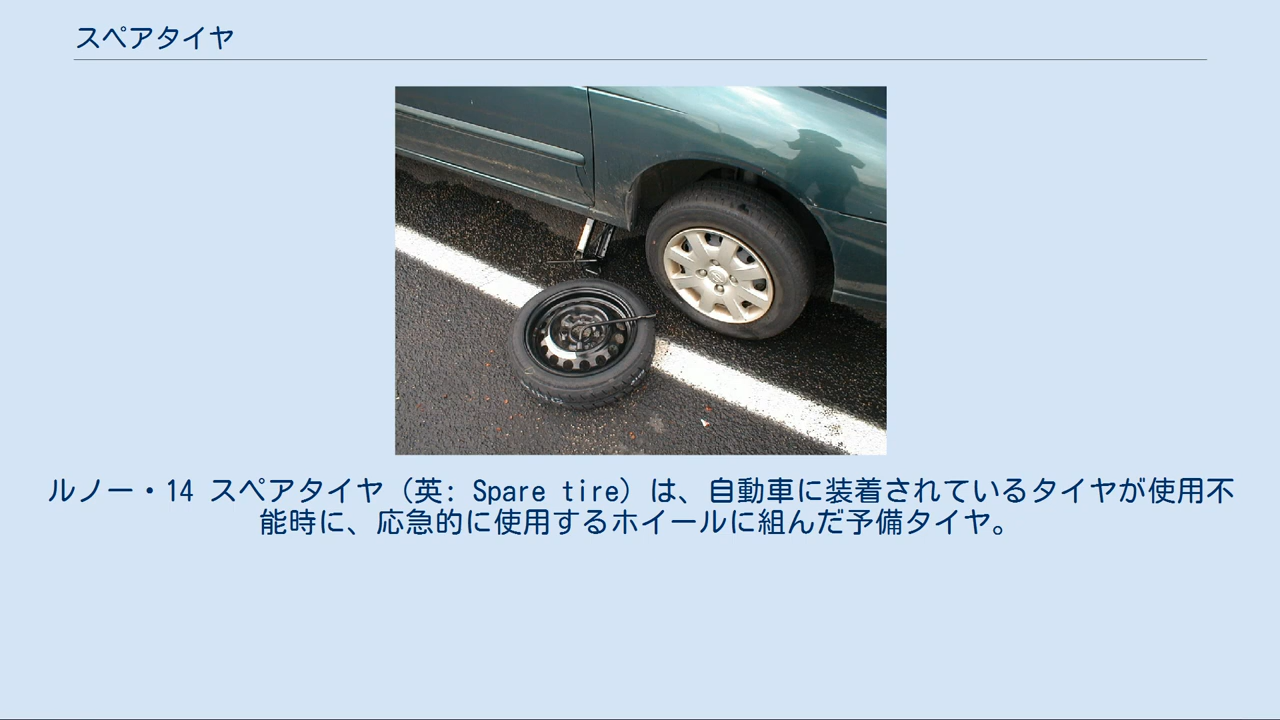 スペアタイヤ
ルノー・14 スペアタイヤ（英: Spare tire）は、自動車に装着されているタイヤが使用不
能時に、応急的に使用するホイールに組んだ予備タイヤ。